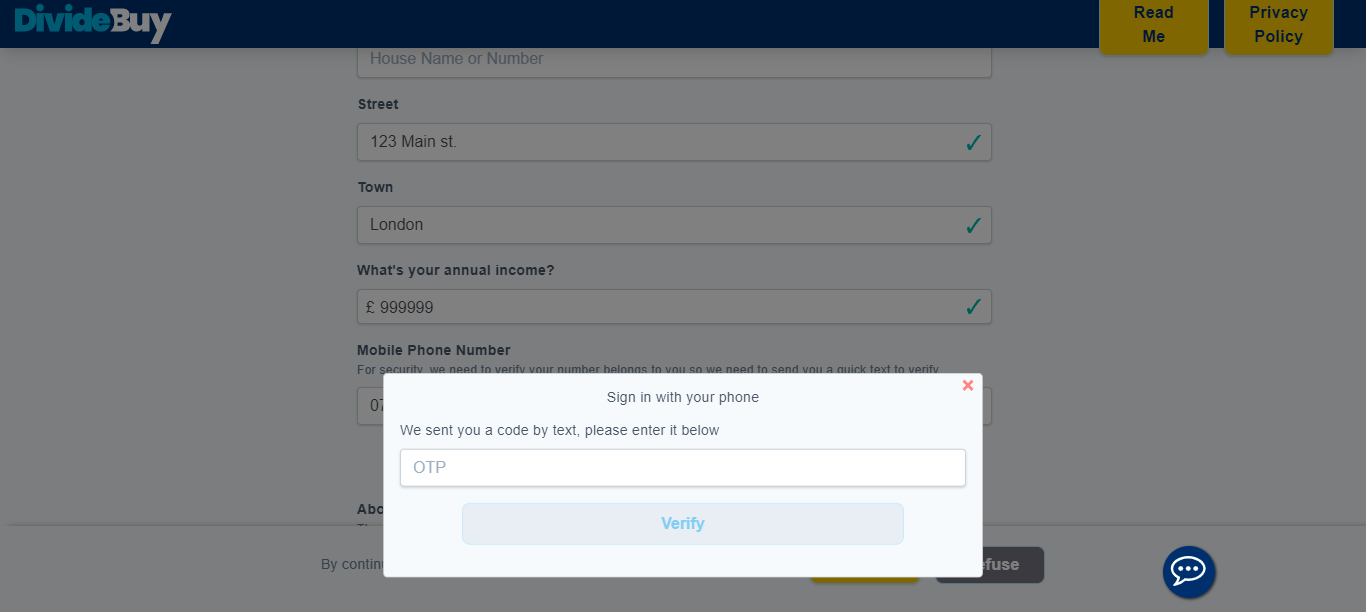 DivideBuy
Read
Me
Privacy
Policy
House Name or Number
Street
123 Main st.
Town
London
What's your annual income?
£ 999999
Mobile Phone Number
For security, we need to verify your number belongs to you so we need to send you a quick text to verify
07
Sign in with your phone
We sent you a code by text, please enter it below
OTP
Verify
Abo
By contin
efuse